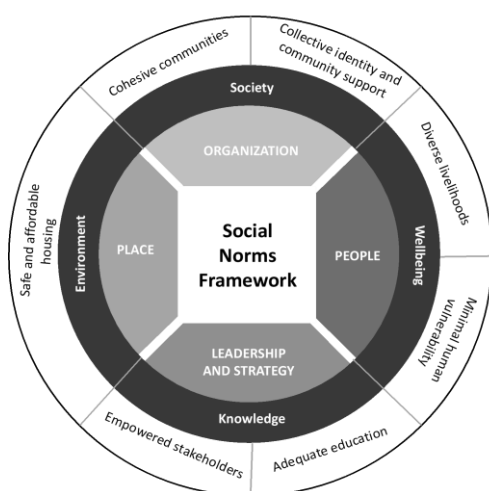 Cohesive communities
Collective identity and
community support
Society
ORGANIZATION
Diverse livelihoods
Safe and affordable
housing
Environment
PLACE
Social
Norms
Framework
PEOPLE
Wellbeing
Minimal human
vulnerability
LEADERSHIP
AND STRATEGY
Knowledge
Empowered stakeholders
Adequate education